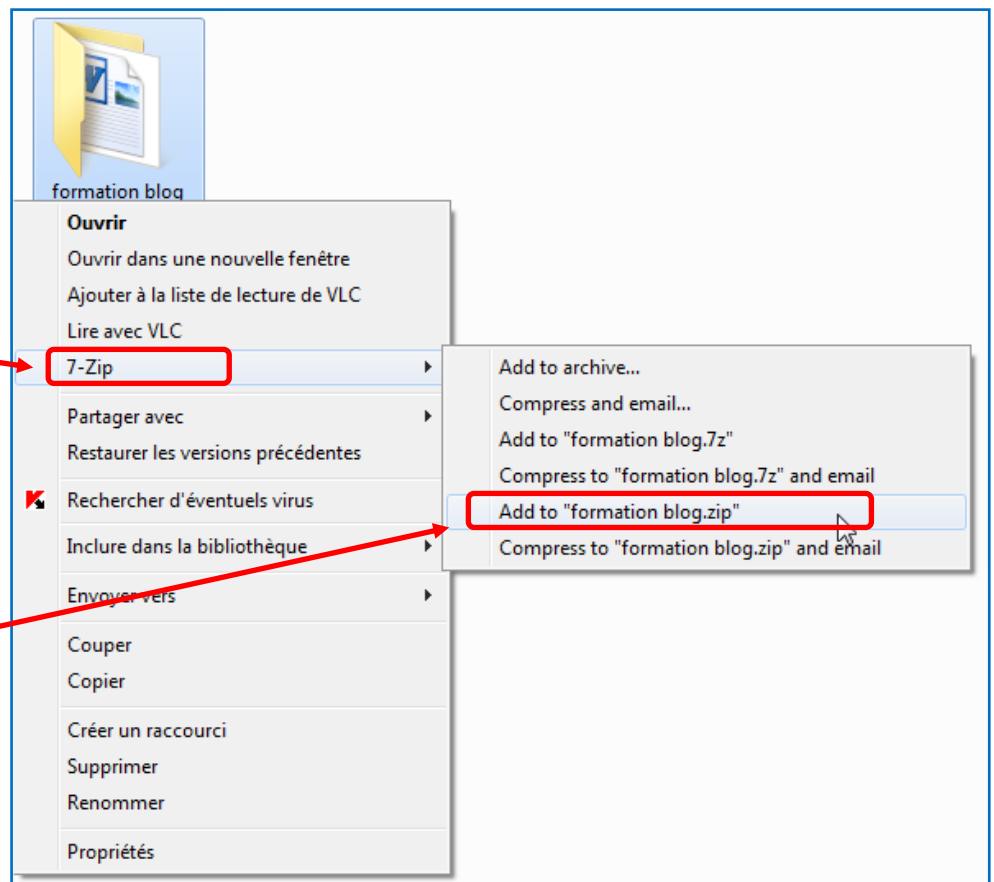 formation blog
Ouvrir
Ouvrir dans une nouvelle fenêtre
Ajouter à la liste de lecture de VLC
Lire avec VLC
7-Zip
Partager avec
Restaurer les versions précédentes
Rechercher d'éventuels virus
Inclure dans la bibliothèque
Envoyer vers
Couper
Copier
Créer un raccourci
Supprimer
Renommer
Propriétés
Add to archive...
Compress and email...
Add to "formation blog.7z"
Compress to "formation blog.7z" and email
Add to "formation blog.zip"
Compress to "formation blog.zip" and email